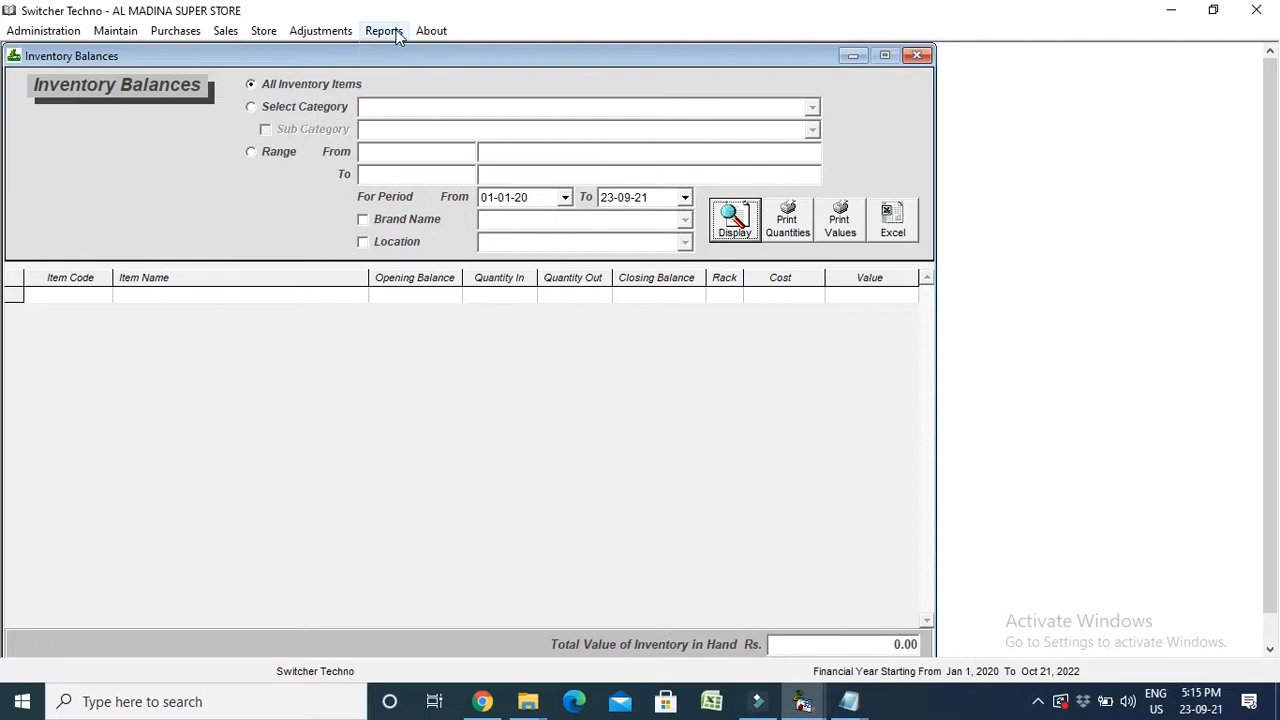 Switcher Techno - AL MADINA SUPER STORE
Administration Maintain Purchases Sales Store Adjustments Reports About
Inventory Balances
Inventory Balances
All Inventory Items
Select Category
Sub Category
Range From
To
For Period From 01-01-20 To 23-09-21
Brand Name
Location
Display
Print Quantities
Print Values
Excel
Item Code Item Name Opening Balance Quantity In Quantity Out Closing Balance Rack Cost Value
Total Value of Inventory in Hand Rs. 0.00
Activate Windows
Go to Settings to activate Windows.
Switcher Techno Financial Year Starting From Jan 1, 2020 To Oct 21, 2022
Type here to search
ENG
US
5:15 PM
23-09-21